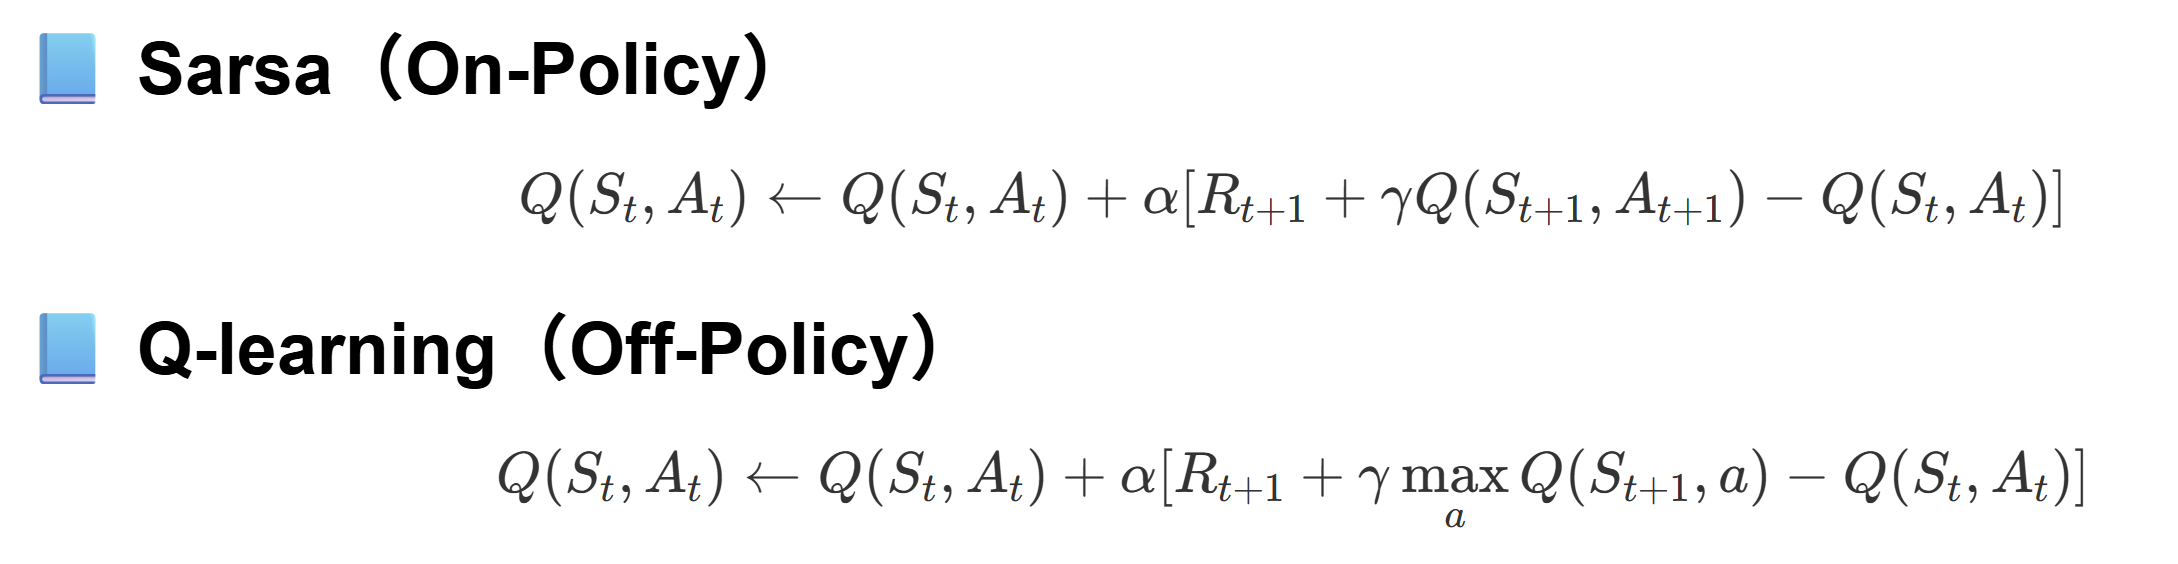 📘 Sarsa（On-Policy）
Q(S_t, A_t) ← Q(S_t, A_t) + α[R_{t+1} + γQ(S_{t+1}, A_{t+1}) − Q(S_t, A_t)]
📘 Q-learning（Off-Policy）
Q(S_t, A_t) ← Q(S_t, A_t) + α[R_{t+1} + γ max_a Q(S_{t+1}, a) − Q(S_t, A_t)]